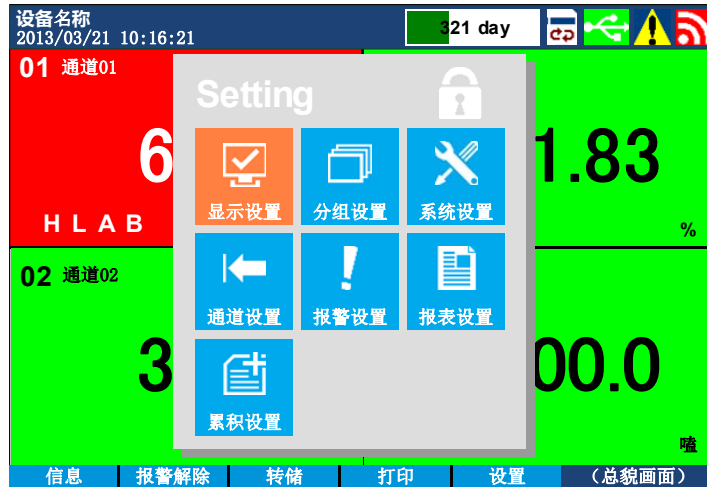 设备名称
2013/03/21 10:16:21
321 day
01 通道01
6
H L A B
1.83
%
Setting
显示设置
分组设置
系统设置
通道设置
报警设置
报表设置
累积设置
02 通道02
3
00.0
嗑
信息
报警解除
转储
打印
设置
（总貌画面）